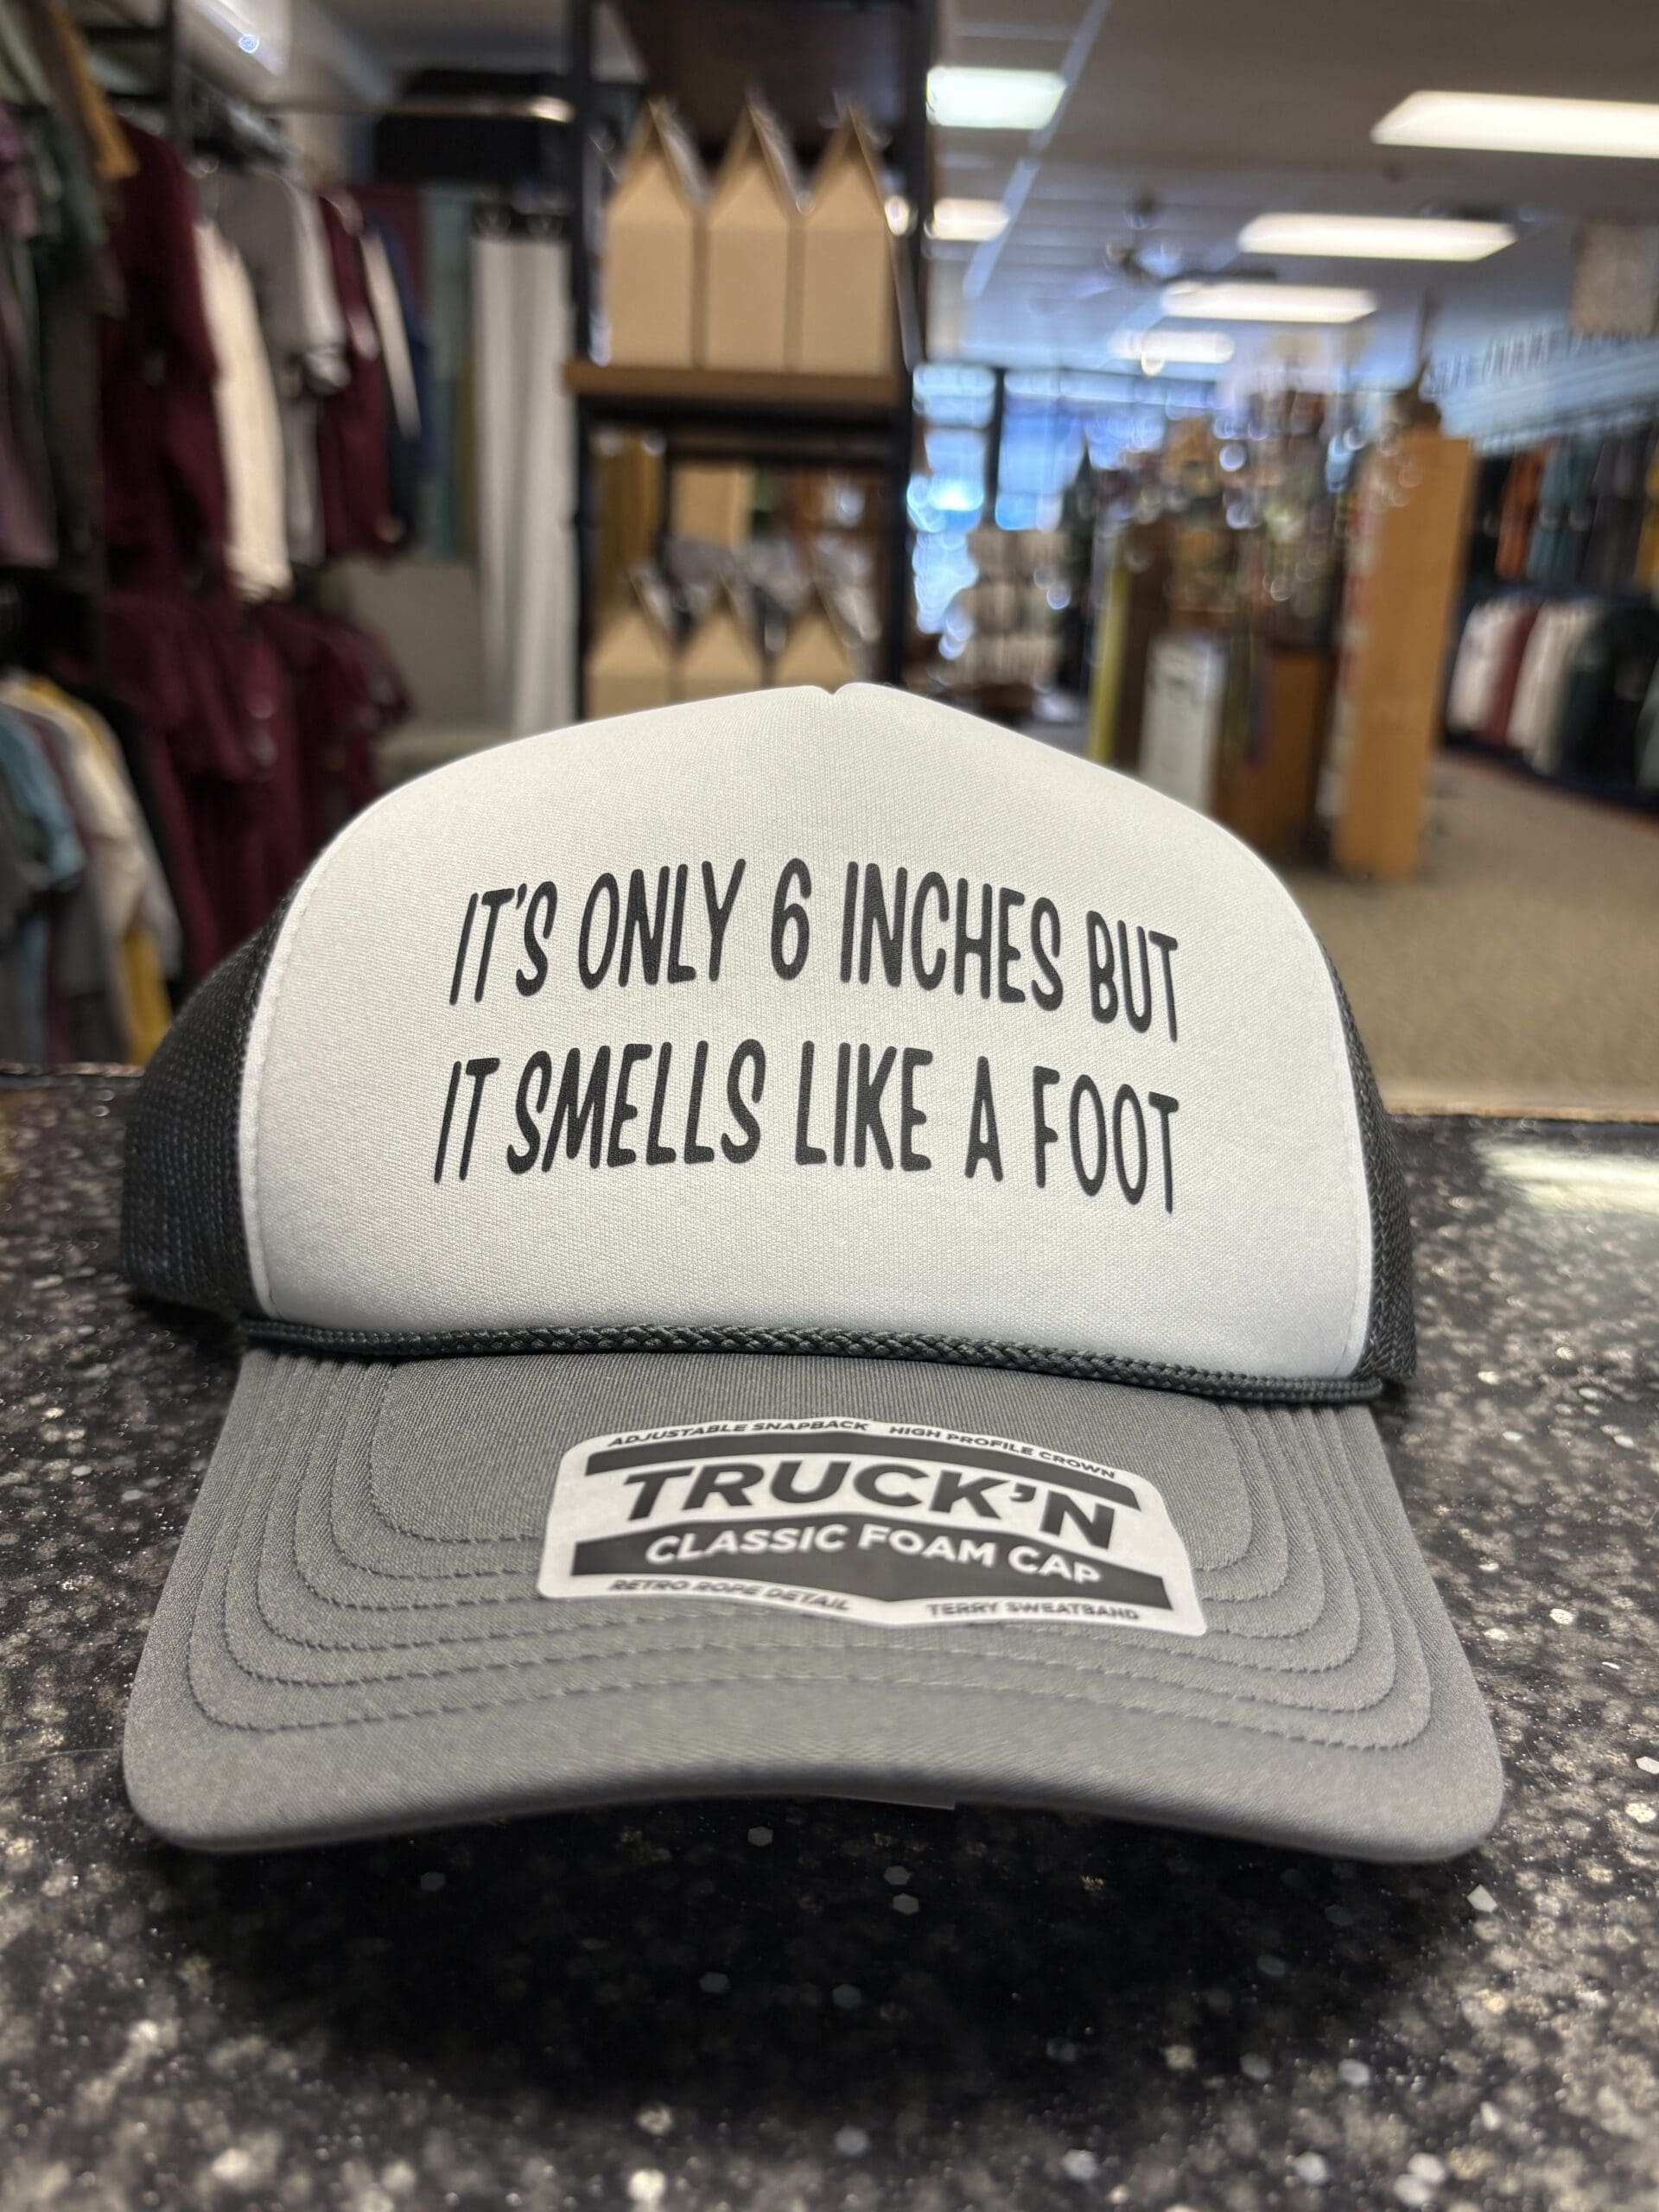 IT'S ONLY 6 INCHES BUT
IT SMELLS LIKE A FOOT
ADJUSTABLE SNAPBACK HIGH PROFILE CROWN
TRUCK'N
CLASSIC FOAM CAP
RETRO ROPE DETAIL TERRY SWEATBAND